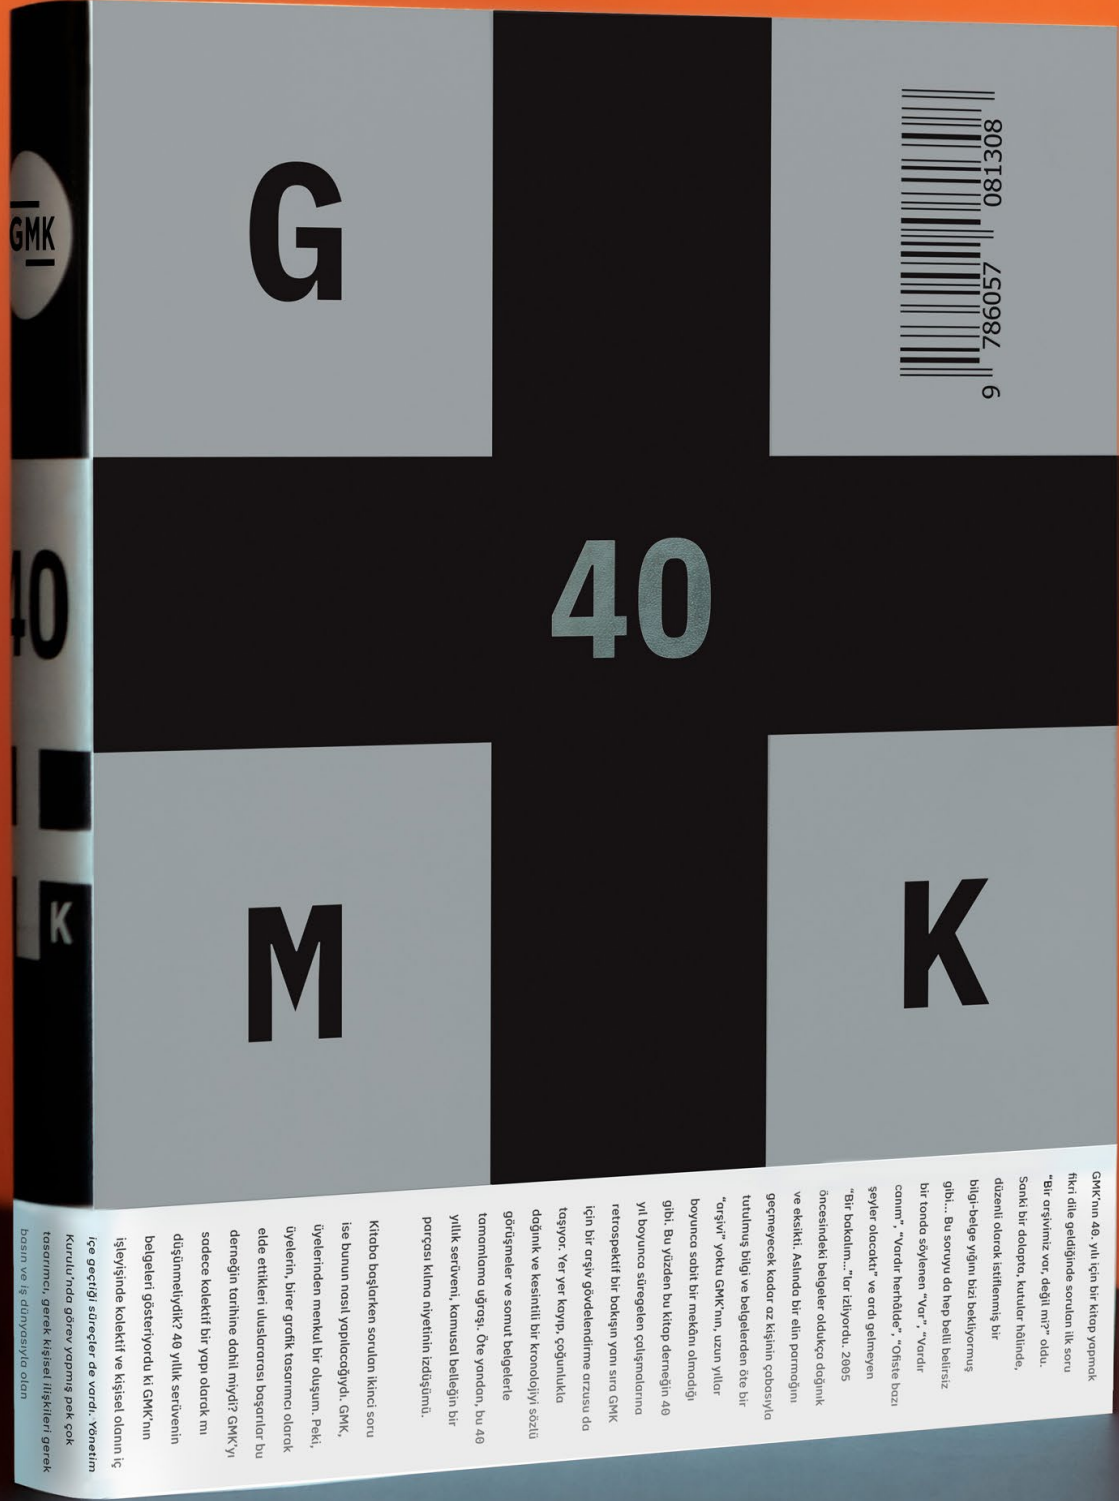 GMK
40
K
G
9 786057 081308
40
M
K
GMK’nın 40. yılı için bir kitap yapmak
fikri dile geldiğinde sorulan ilk soru
“Bir arşivimiz var, değil mi?” oldu.
Sanki bir dolapta, kutular hâlinde,
düzenli olarak istiflenmiş bir
bilgi-belge yığını bizi bekliyormuş
gibi... Bu soruyu da hep belli belirsiz
bir tonda söylenen “Var”, “Vardır
canım”, “Vardır herhâlde”, “Ofiste bazı
şeyler olacaktı” ve ardı gelmeyen
“Bir bakalım...”lar izliyordu. 2005
öncesindeki belgeler oldukça dağınık
ve eksikti. Aslında bir elin parmağını
geçmeyecek kadar az kişinin çabasıyla
tutulmuş bilgi ve belgelerden öte bir
“arşivi” yoktu GMK’nın, uzun yıllar
boyunca sabit bir mekânı olmadığı
gibi. Bu yüzden bu kitap derneğin 40
yıl boyunca süregelen çalışmalarına
retrospektif bir bakışın yanı sıra GMK
için bir arşiv gövdelendirme arzusu da
taşıyor. Yer yer kayıp, çoğunlukla
dağınık ve kesintili bir kronolojiyi sözlü
görüşmeler ve somut belgelerle
tamamlama uğraşı. Öte yandan, bu 40
yıllık serüveni, kamusal belleğin bir
parçası kılma niyetinin izdüşümü.
Kitaba başlarken sorulan ikinci soru
ise bunun nasıl yapılacağıydı. GMK,
üyelerinden menkul bir oluşum. Peki,
üyelerin, birer grafik tasarımcı olarak
elde ettikleri uluslararası başarılar bu
derneğin tarihine dahil miydi? GMK’yı
sadece kolektif bir yapı olarak mı
düşünmeliydik? 40 yıllık serüvenin
belgeleri gösteriyordu ki GMK’nın
işleyişinde kolektif ve kişisel olanın iç
içe geçtiği süreçler de vardı. Yönetim
Kurulu’nda görev yapmış pek çok
tasarımcı, gerek kişisel ilişkileri gerek
basın ve iş dünyasıyla olan